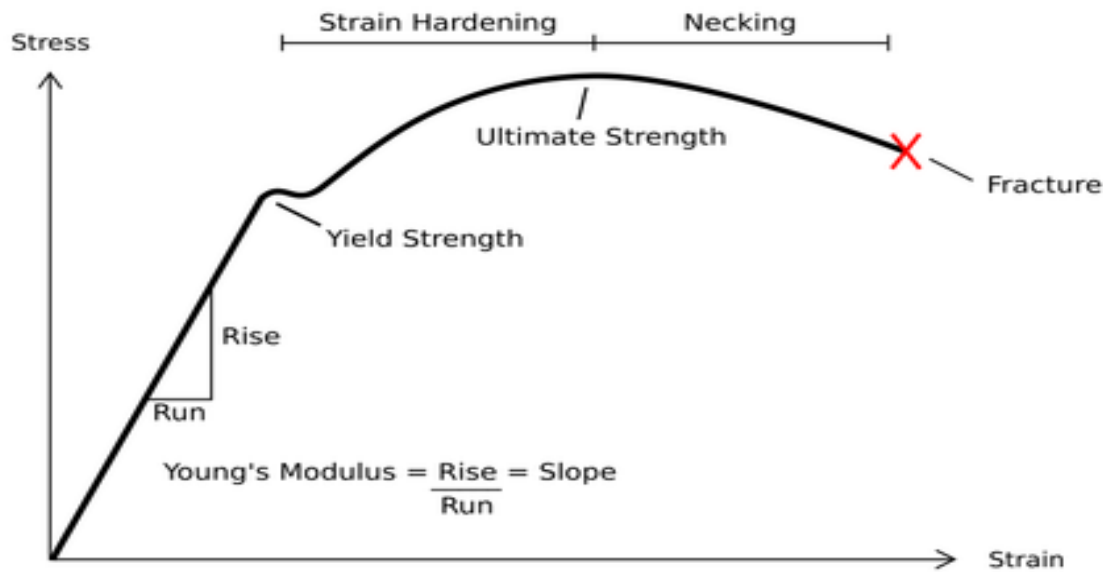 Strain Hardening
Necking
Stress
Ultimate Strength
Fracture
Yield Strength
Rise
Run
Young's Modulus = Rise = Slope
Run
Strain